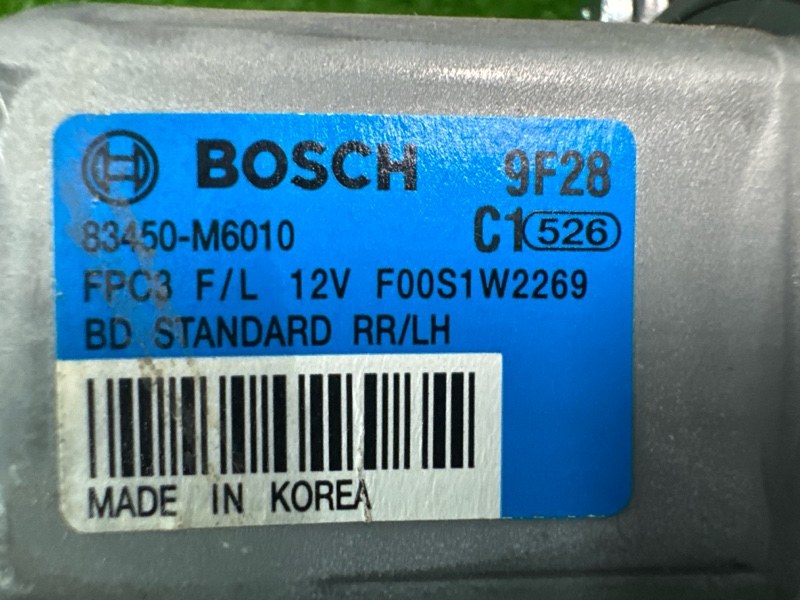 BOSCH 9F28
83450-M6010 C1 526
FPC3 F/L 12V F00S1W2269
BD STANDARD RR/LH
MADE IN KOREA